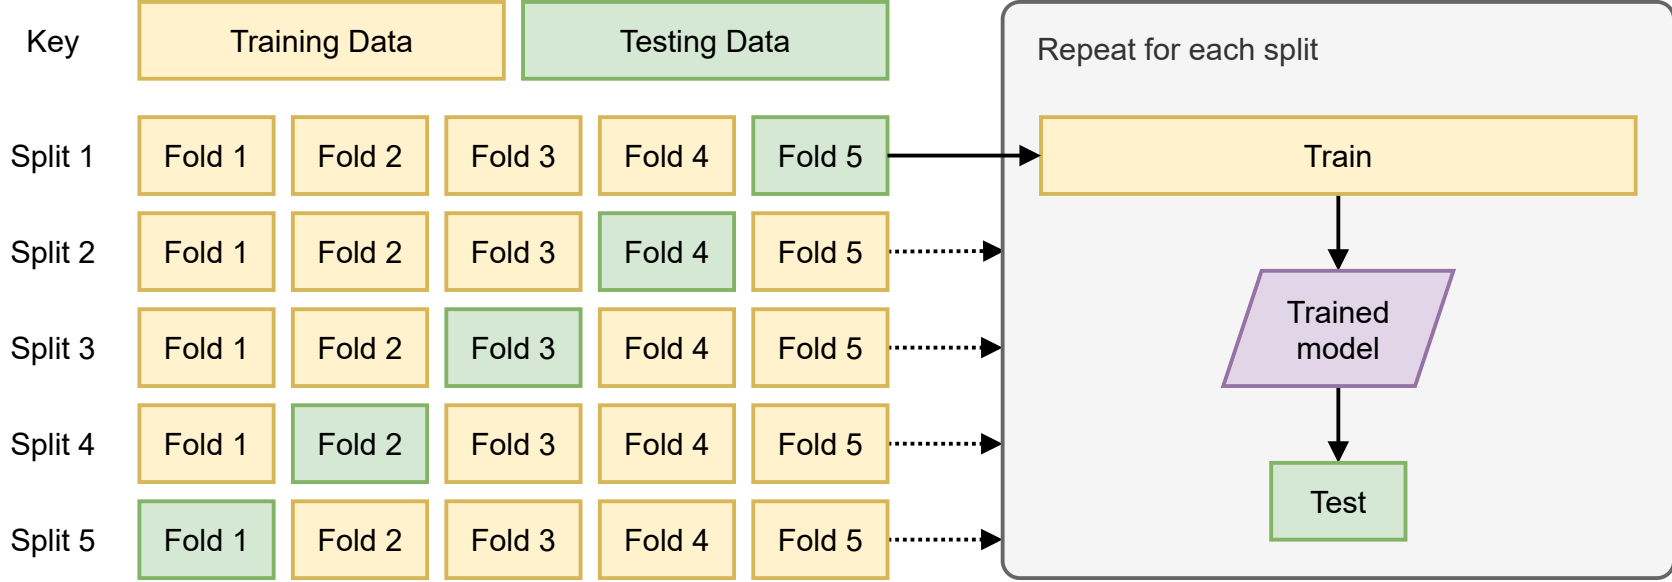 Key Training Data Testing Data
Repeat for each split
Split 1 Fold 1 Fold 2 Fold 3 Fold 4 Fold 5 Train
Split 2 Fold 1 Fold 2 Fold 3 Fold 4 Fold 5
Split 3 Fold 1 Fold 2 Fold 3 Fold 4 Fold 5
Split 4 Fold 1 Fold 2 Fold 3 Fold 4 Fold 5
Split 5 Fold 1 Fold 2 Fold 3 Fold 4 Fold 5
Trained
model
Test